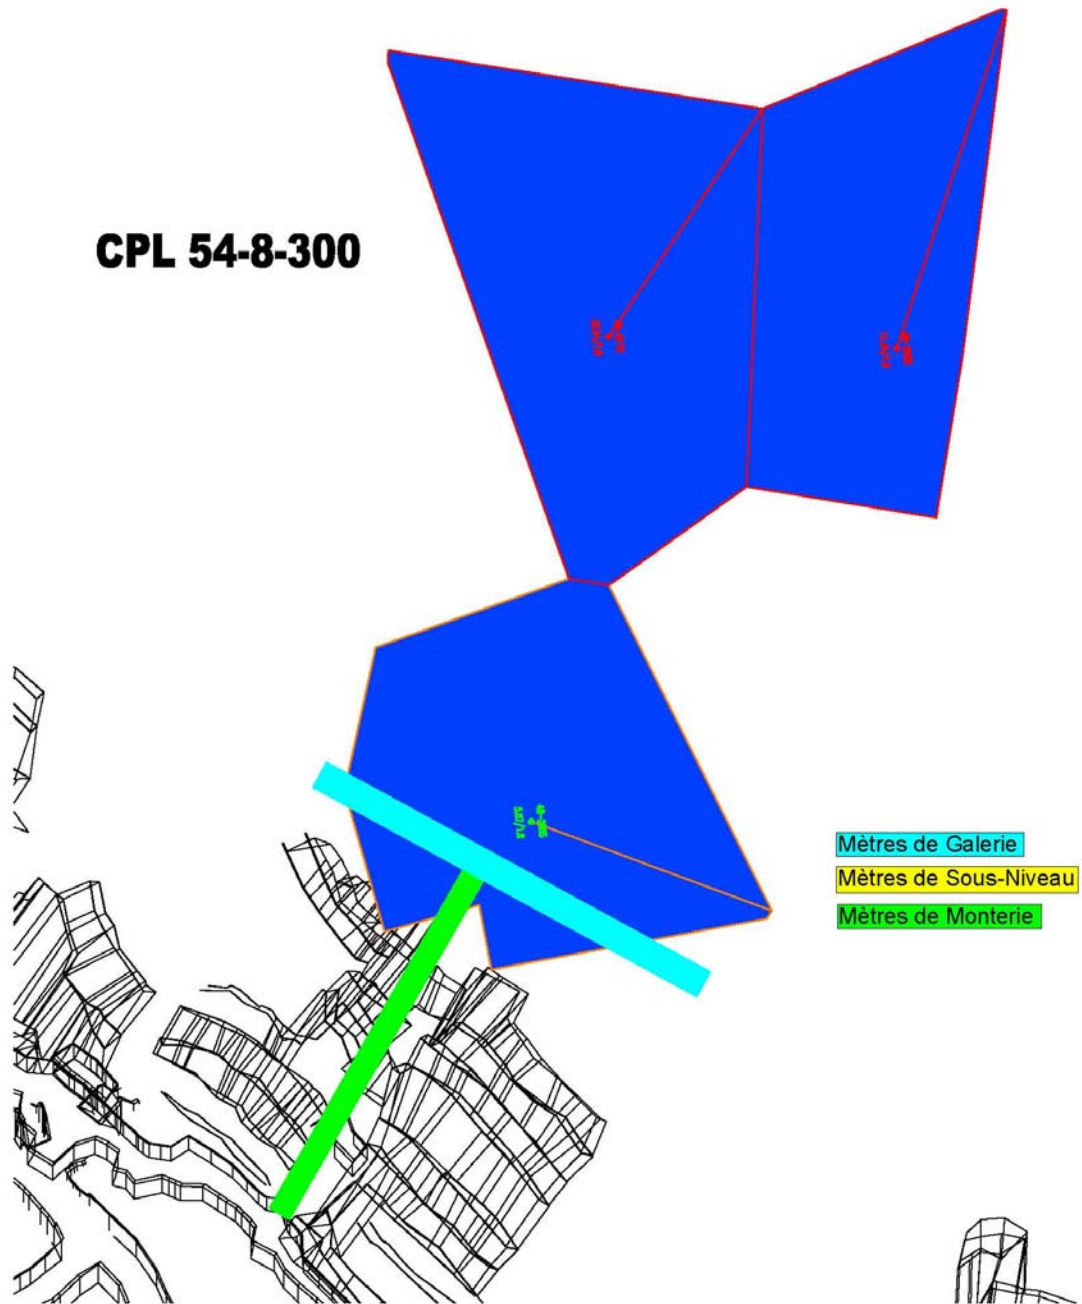 CPL 54-8-300
Mètres de Galerie
Mètres de Sous-Niveau
Mètres de Monterie